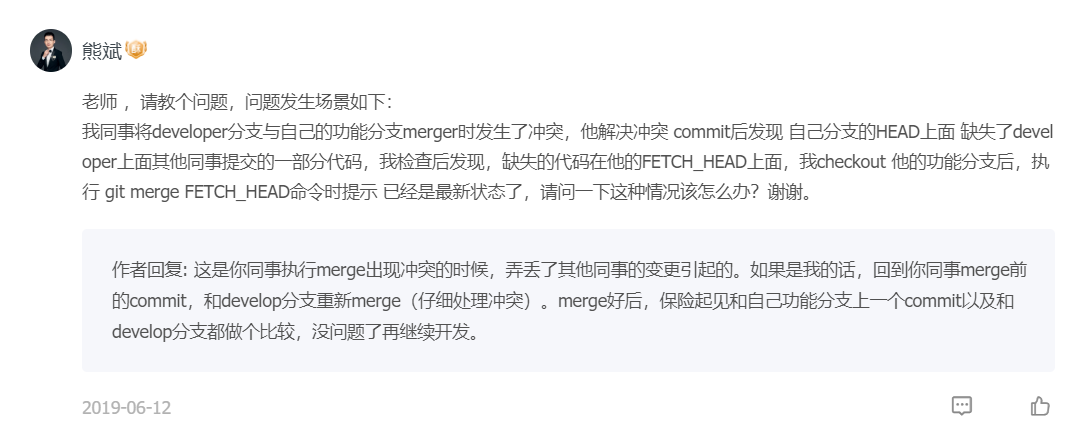 熊斌
老师 ，请教个问题，问题发生场景如下：
我同事将developer分支与自己的功能分支merger时发生了冲突，他解决冲突 commit后发现 自己分支的HEAD上面 缺失了devel
oper上面其他同事提交的一部分代码，我检查后发现，缺失的代码在他的FETCH_HEAD上面，我checkout 他的功能分支后，执
行 git merge FETCH_HEAD命令时提示 已经是最新状态了，请问一下这种情况该怎么办？谢谢。
作者回复: 这是你同事执行merge出现冲突的时候，弄丢了其他同事的变更引起的。如果是我的话，回到你同事merge前
的commit，和develop分支重新merge（仔细处理冲突）。merge好后，保险起见和自己功能分支上一个commit以及和
develop分支都做个比较，没问题了再继续开发。
2019-06-12